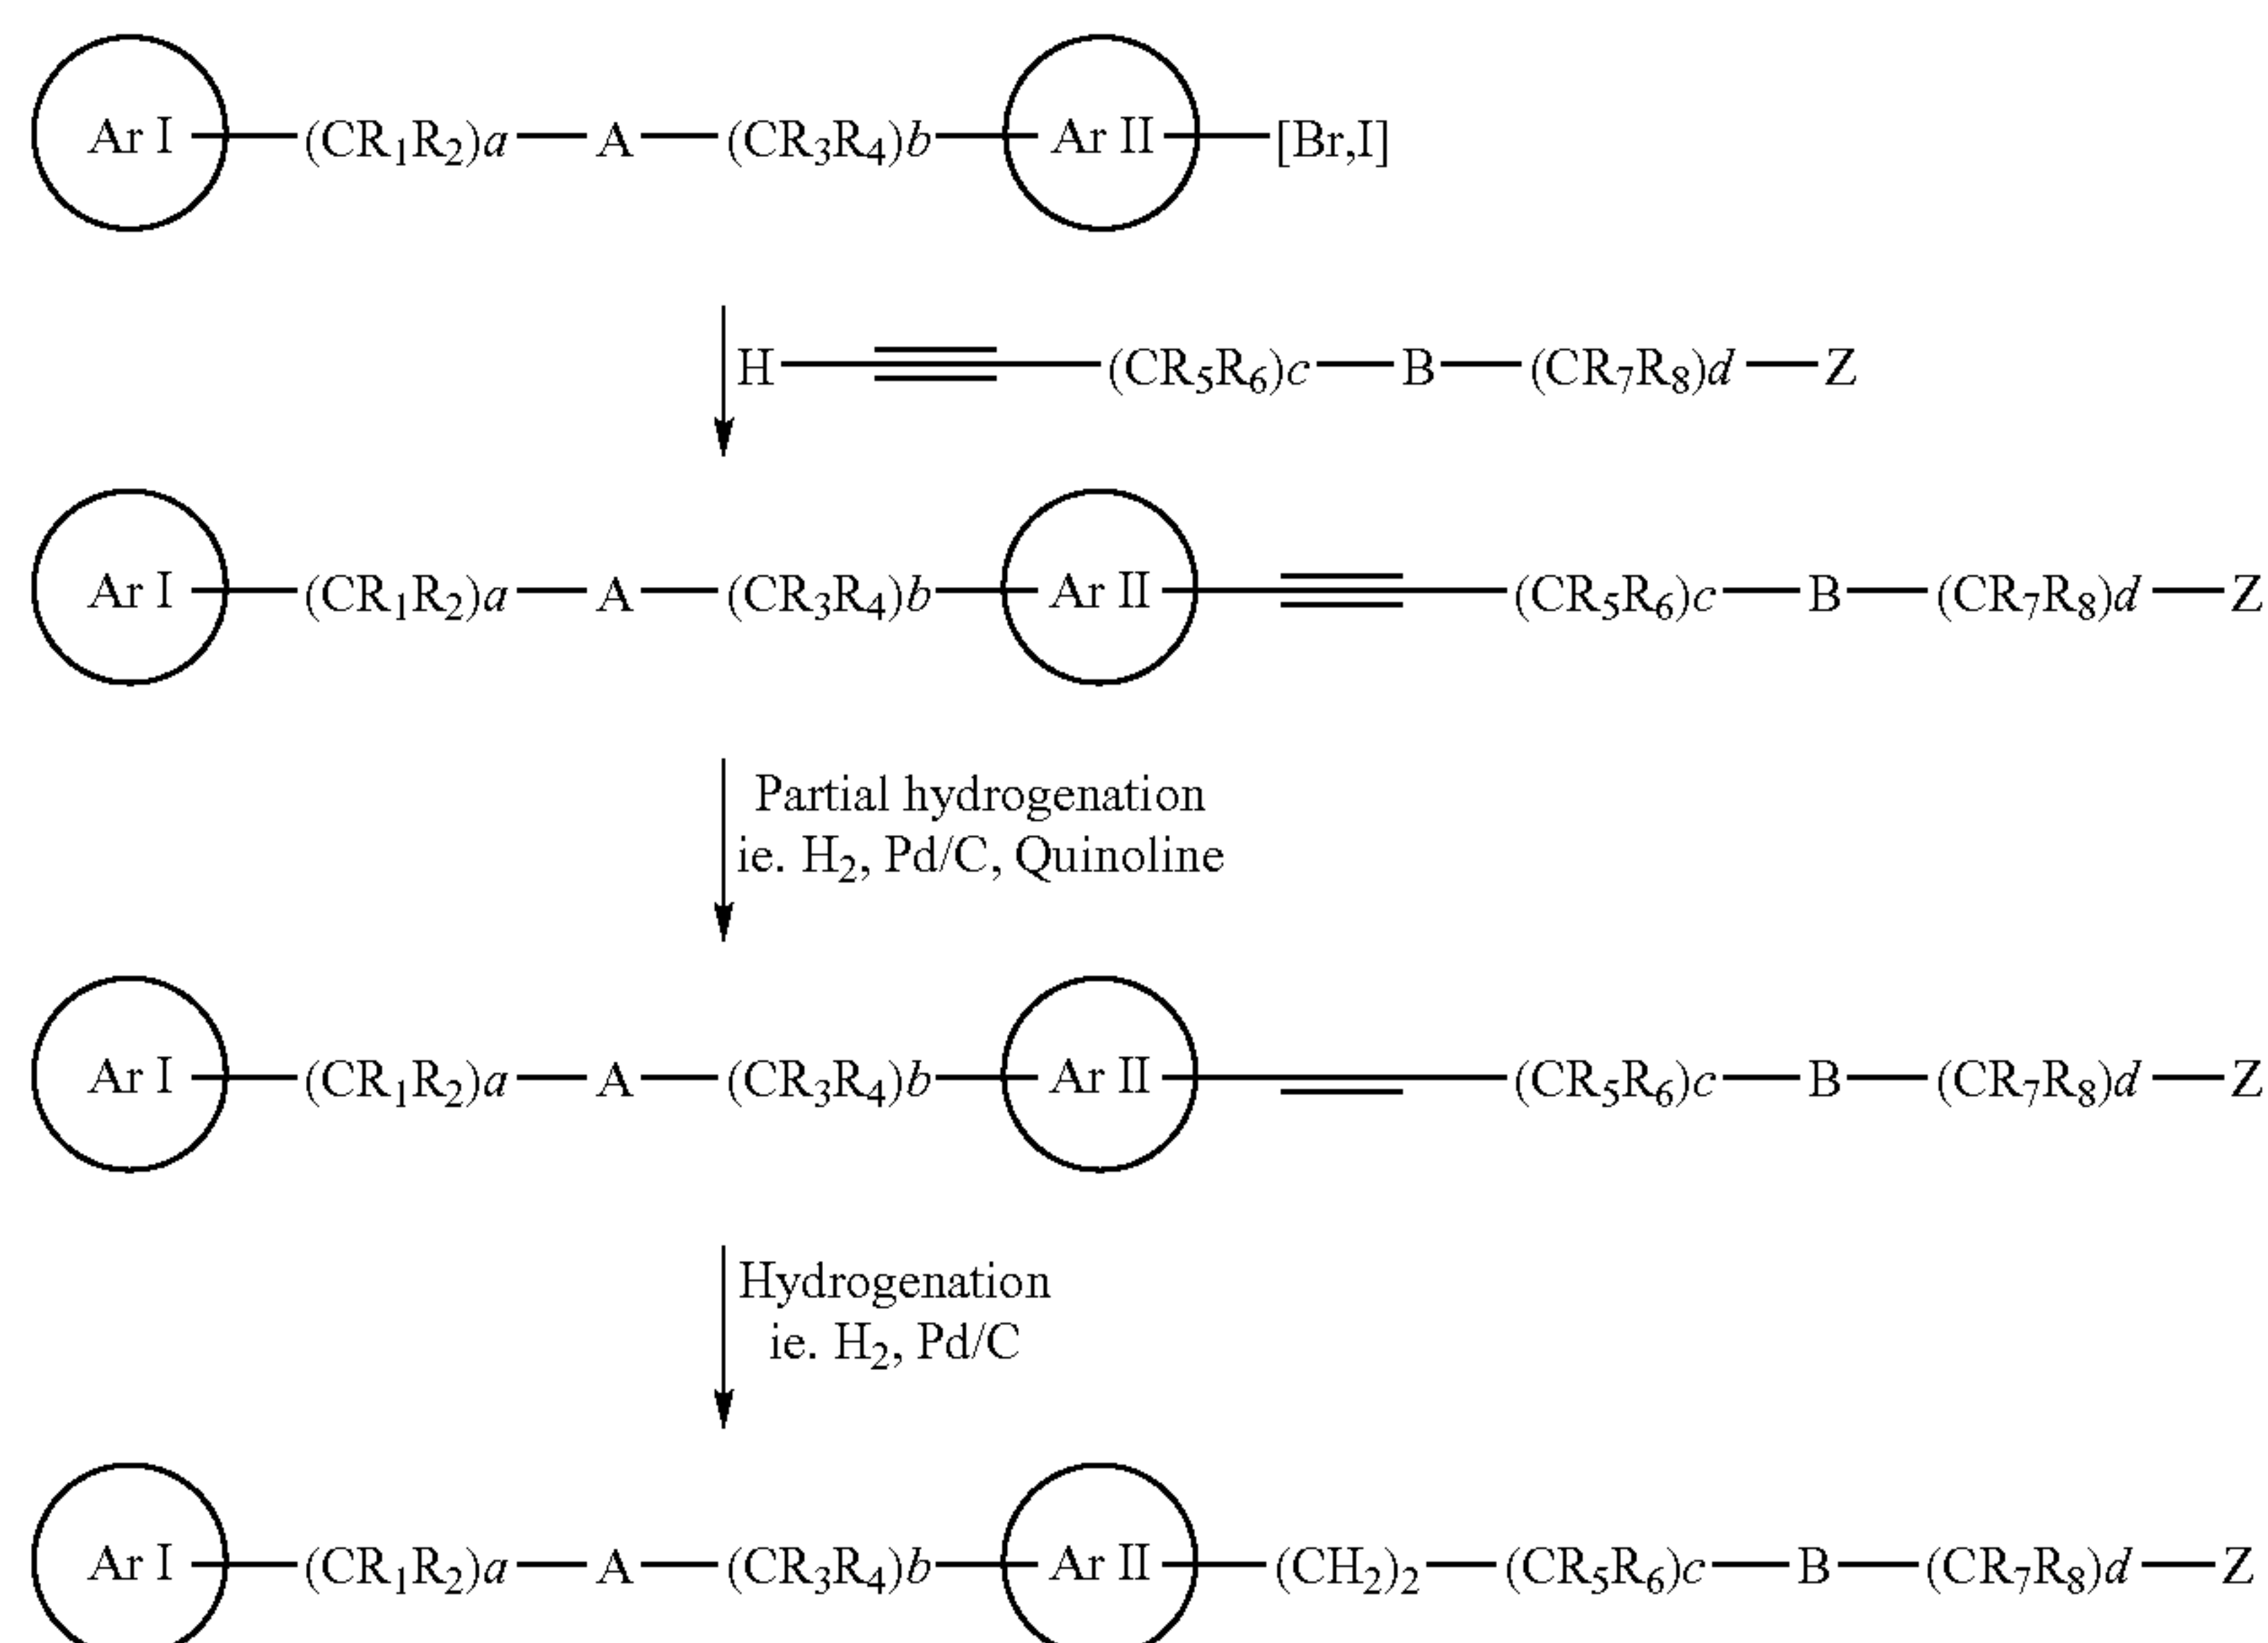 Ar I (CR₁R₂)a A (CR₃R₄)b Ar II [Br,I]
H (CR₅R₆)c B (CR₇R₈)d Z
Ar I (CR₁R₂)a A (CR₃R₄)b Ar II (CR₅R₆)c B (CR₇R₈)d Z
Partial hydrogenation
ie. H₂, Pd/C, Quinoline
Ar I (CR₁R₂)a A (CR₃R₄)b Ar II (CR₅R₆)c B (CR₇R₈)d Z
Hydrogenation
ie. H₂, Pd/C
Ar I (CR₁R₂)a A (CR₃R₄)b Ar II (CH₂)₂ (CR₅R₆)c B (CR₇R₈)d Z